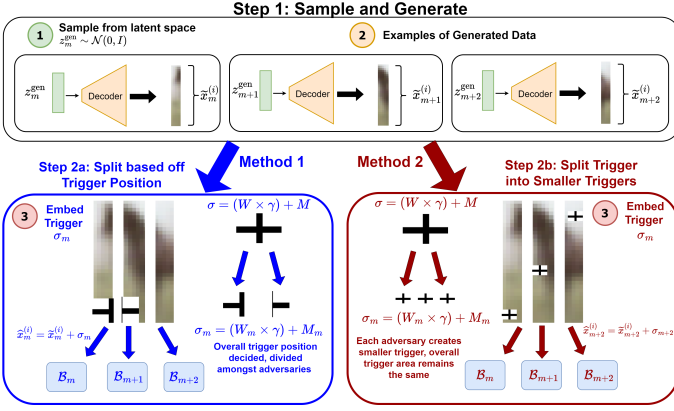 Step 1: Sample and Generate
1
Sample from latent space
z_m^gen ~ N(0, I)
2
Examples of Generated Data
z_m^gen
Decoder
x̃_m^(i)
z_{m+1}^gen
Decoder
x̃_{m+1}^(i)
z_{m+2}^gen
Decoder
x̃_{m+2}^(i)
Step 2a: Split based off
Trigger Position
Method 1
Method 2
Step 2b: Split Trigger
into Smaller Triggers
3
Embed
Trigger
σ_m
x̂_m^(i) = x̃_m^(i) + σ_m
σ = (W × γ) + M
σ_m = (W_m × γ) + M_m
Overall trigger position
decided, divided
amongst adversaries
B_m
B_{m+1}
B_{m+2}
σ = (W × γ) + M
σ_m = (W_m × γ) + M_m
Each adversary creates
smaller trigger, overall
trigger area remains
the same
3
Embed
Trigger
σ_m
x̂_{m+2}^(i) = x̃_{m+2}^(i) + σ_{m+2}
B_m
B_{m+1}
B_{m+2}